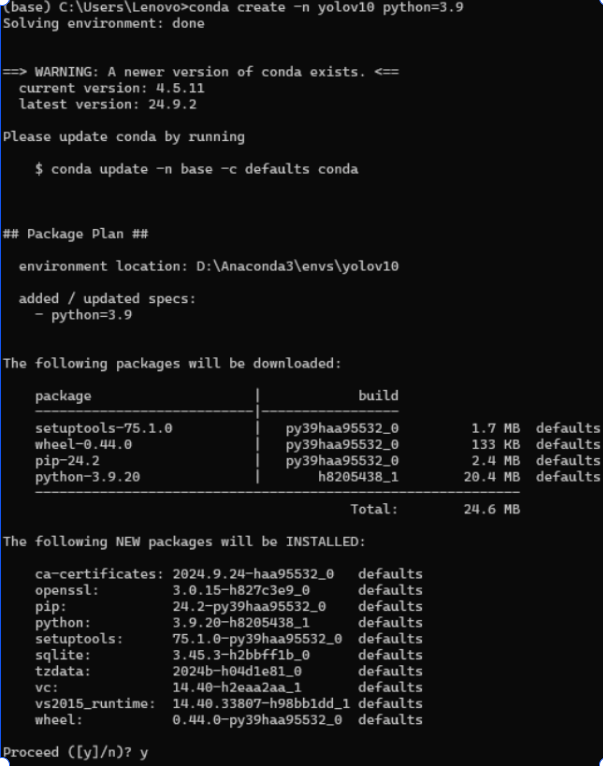 (base) C:\Users\Lenovo>conda create -n yolov10 python=3.9
Solving environment: done
==> WARNING: A newer version of conda exists. <==
current version: 4.5.11
latest version: 24.9.2
Please update conda by running
$ conda update -n base -c defaults conda
## Package Plan ##
environment location: D:\Anaconda3\envs\yolov10
added / updated specs:
- python=3.9
The following packages will be downloaded:
package | build
---------------------------|-----------------
setuptools-75.1.0 | py39haa95532_0 1.7 MB defaults
wheel-0.44.0 | py39haa95532_0 133 KB defaults
pip-24.2 | py39haa95532_0 2.4 MB defaults
python-3.9.20 | h8205438_1 20.4 MB defaults
------------------------------------------------------------
Total: 24.6 MB
The following NEW packages will be INSTALLED:
ca-certificates: 2024.9.24-haa95532_0 defaults
openssl: 3.0.15-h827c3e9_0 defaults
pip: 24.2-py39haa95532_0 defaults
python: 3.9.20-h8205438_1 defaults
setuptools: 75.1.0-py39haa95532_0 defaults
sqlite: 3.45.3-h2bbff1b_0 defaults
tzdata: 2024b-h04d1e81_0 defaults
vc: 14.40-h2eaa2aa_1 defaults
vs2015_runtime: 14.40.33807-h98bb1dd_1 defaults
wheel: 0.44.0-py39haa95532_0 defaults
Proceed ([y]/n)? y